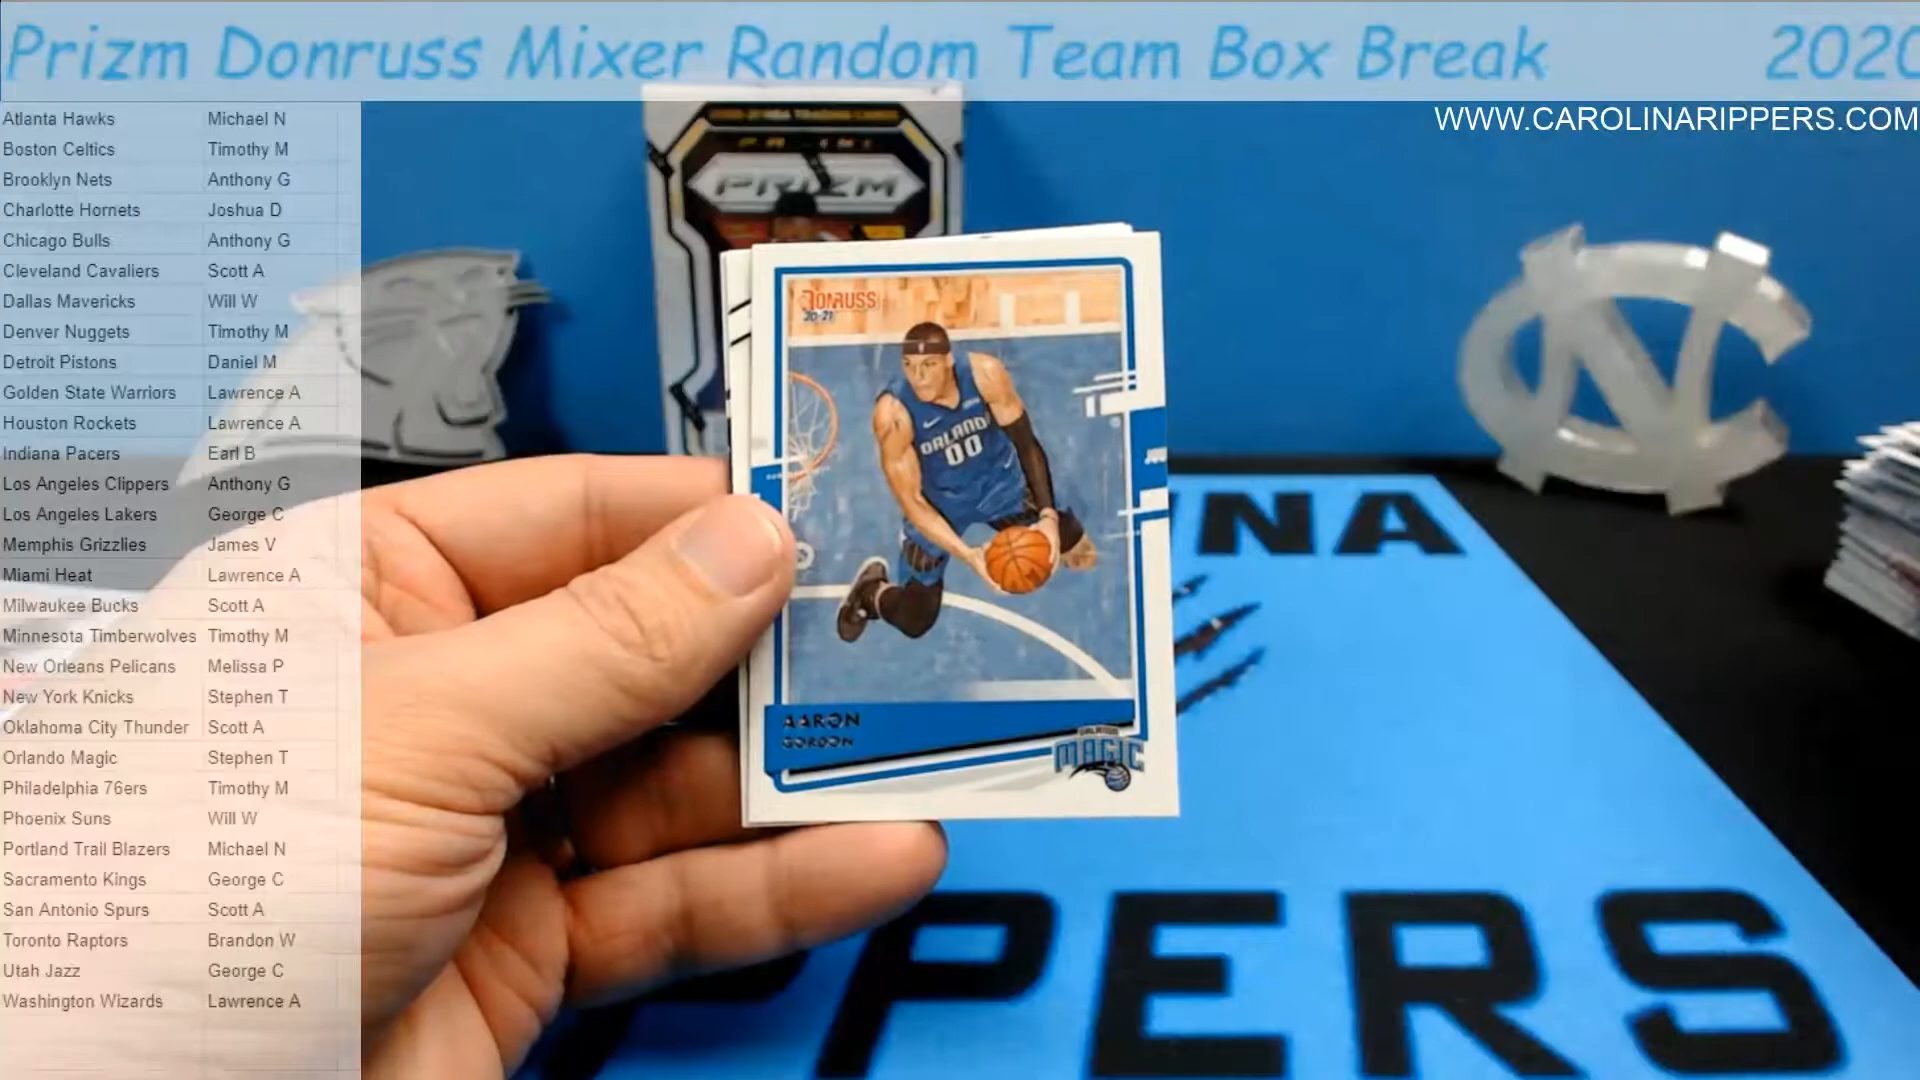 Prizm Donruss Mixer Random Team Box Break 2020
WWW.CAROLINARIPPERS.COM
Atlanta Hawks Michael N
Boston Celtics Timothy M
Brooklyn Nets Anthony G
Charlotte Hornets Joshua D
Chicago Bulls Anthony G
Cleveland Cavaliers Scott A
Dallas Mavericks Will W
Denver Nuggets Timothy M
Detroit Pistons Daniel M
Golden State Warriors Lawrence A
Houston Rockets Lawrence A
Indiana Pacers Earl B
Los Angeles Clippers Anthony G
Los Angeles Lakers George C
Memphis Grizzlies James V
Miami Heat Lawrence A
Milwaukee Bucks Scott A
Minnesota Timberwolves Timothy M
New Orleans Pelicans Melissa P
New York Knicks Stephen T
Oklahoma City Thunder Scott A
Orlando Magic Stephen T
Philadelphia 76ers Timothy M
Phoenix Suns Will W
Portland Trail Blazers Michael N
Sacramento Kings George C
San Antonio Spurs Scott A
Toronto Raptors Brandon W
Utah Jazz George C
Washington Wizards Lawrence A
PRIZM
DONRUSS
20-21
ORLANDO
00
AARON
GORDON
ORLANDO
MAGIC
NC
INA
PPERS